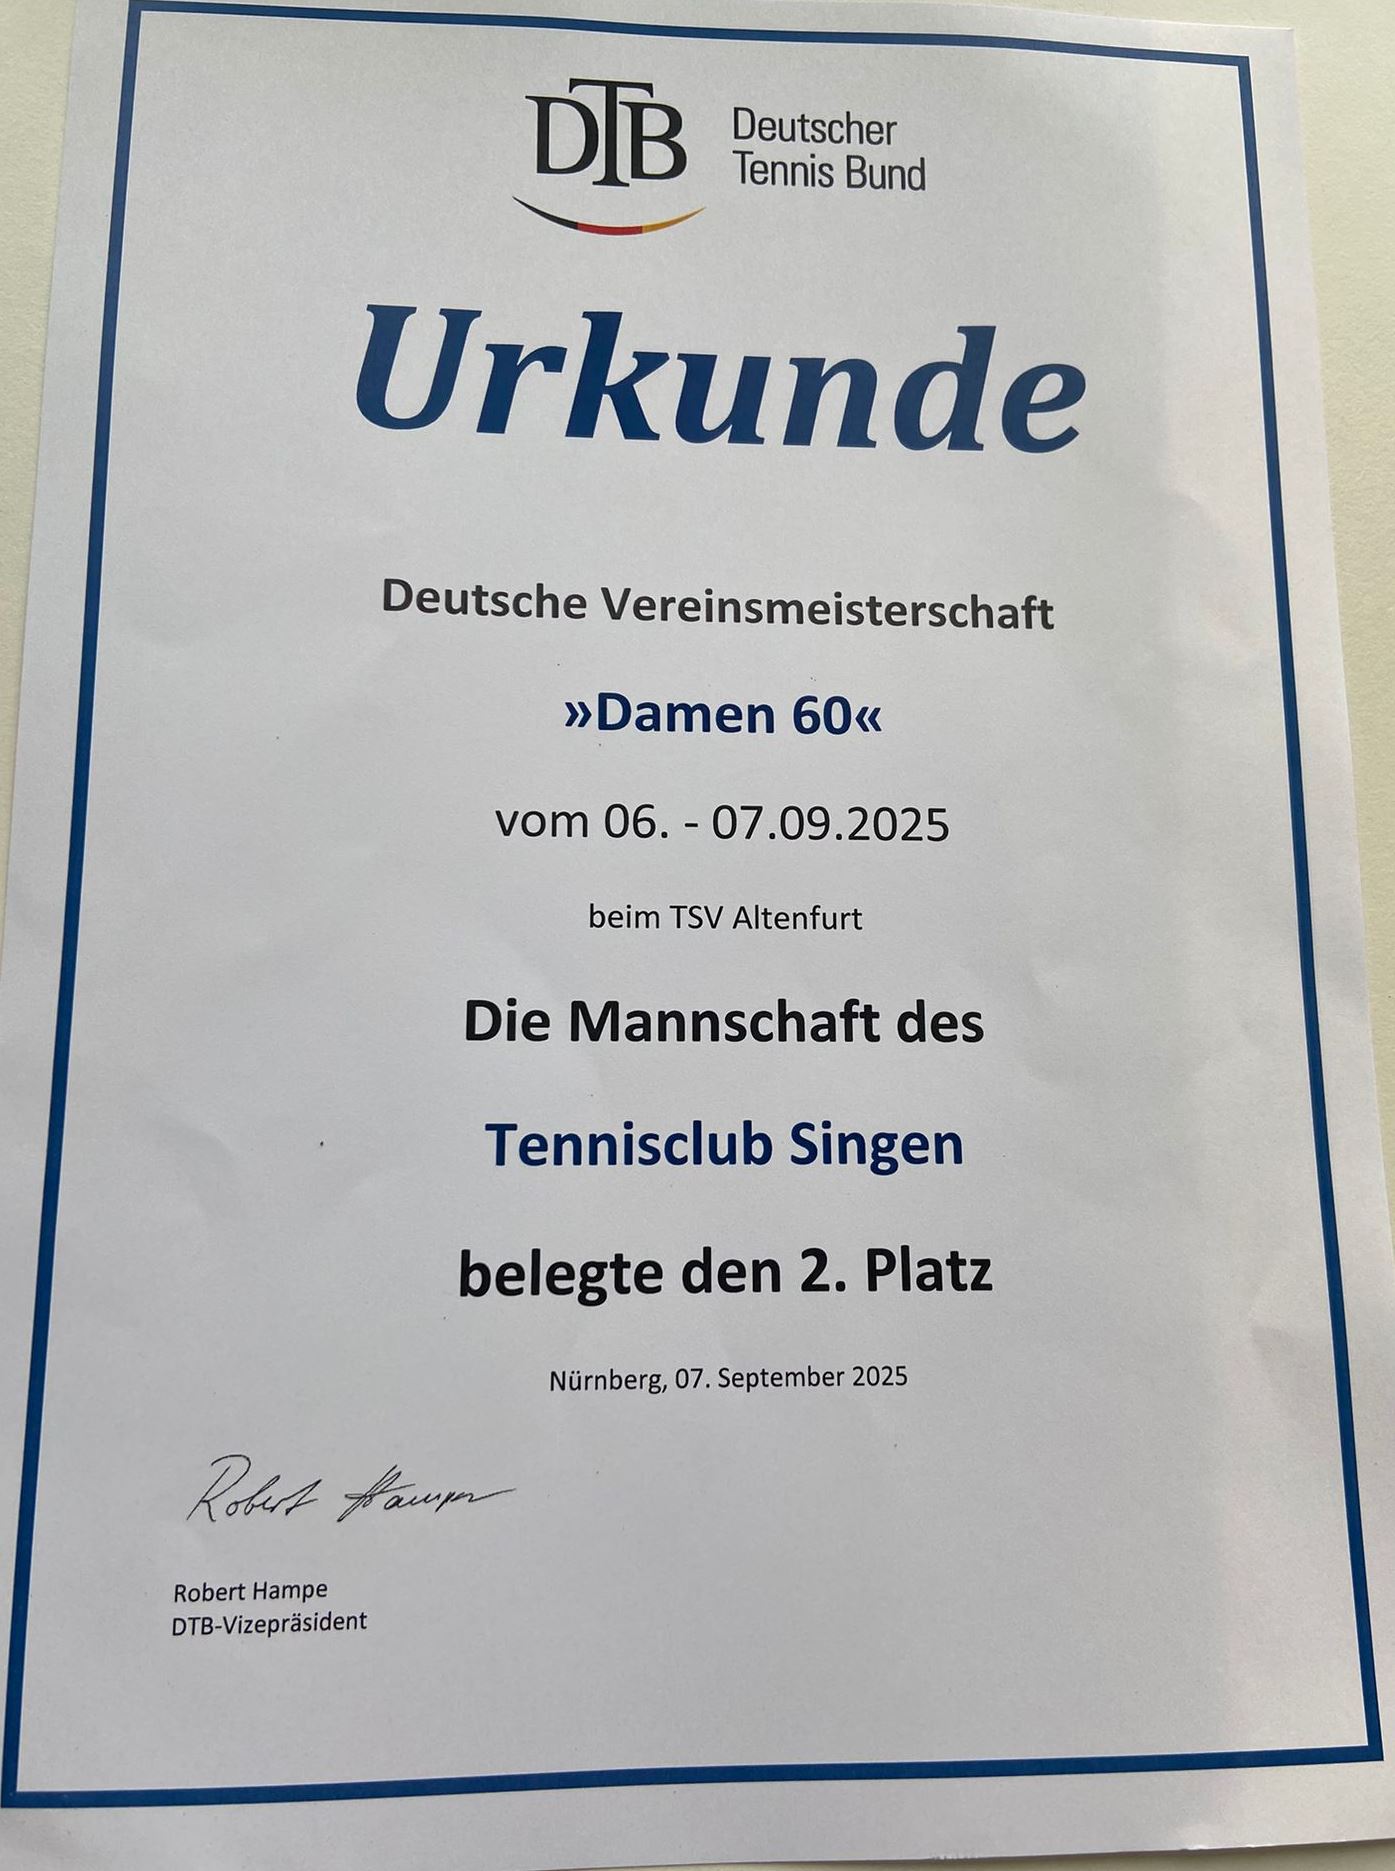 DTB
Deutscher
Tennis Bund
Urkunde
Deutsche Vereinsmeisterschaft
»Damen 60«
vom 06. - 07.09.2025
beim TSV Altenfurt
Die Mannschaft des
Tennisclub Singen
belegte den 2. Platz
Nürnberg, 07. September 2025
Robert Hampe
Robert Hampe
DTB-Vizepräsident